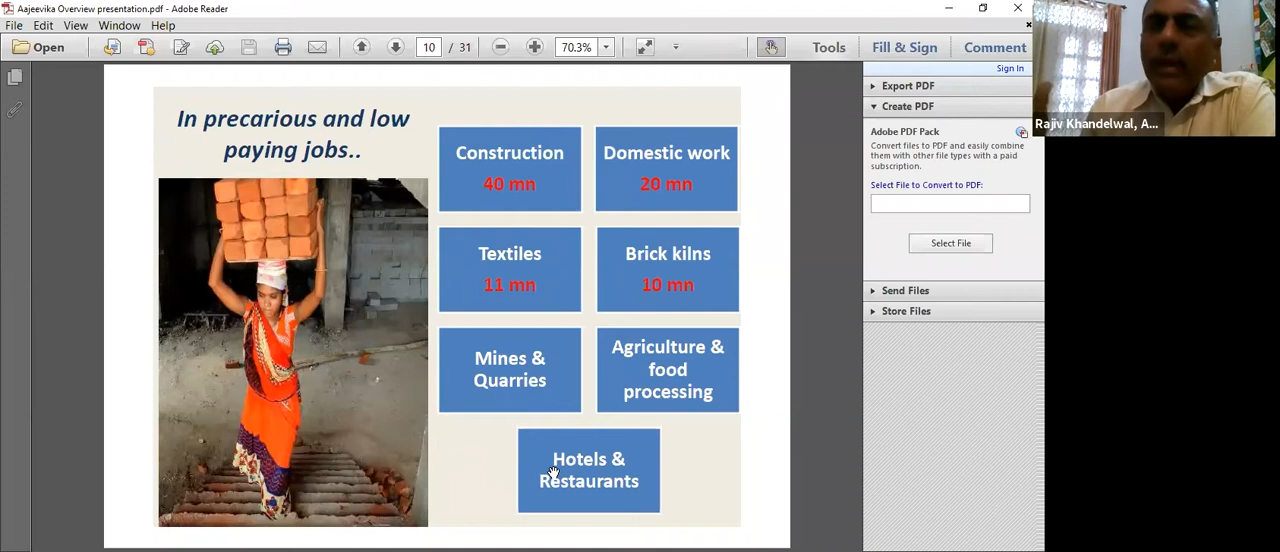 Aajeevika Overview presentation.pdf - Adobe Reader
File Edit View Window Help
Open
10 / 31
70.3%
Tools
Fill & Sign
Comment
Sign In
Export PDF
Create PDF
Adobe PDF Pack
Convert files to PDF and easily combine
them with other file types with a paid
subscription.
Select File to Convert to PDF:
Select File
Send Files
Store Files
Rajiv Khandelwal, A...
In precarious and low
paying jobs..
Construction
40 mn
Domestic work
20 mn
Textiles
11 mn
Brick kilns
10 mn
Mines &
Quarries
Agriculture &
food
processing
Hotels &
Restaurants